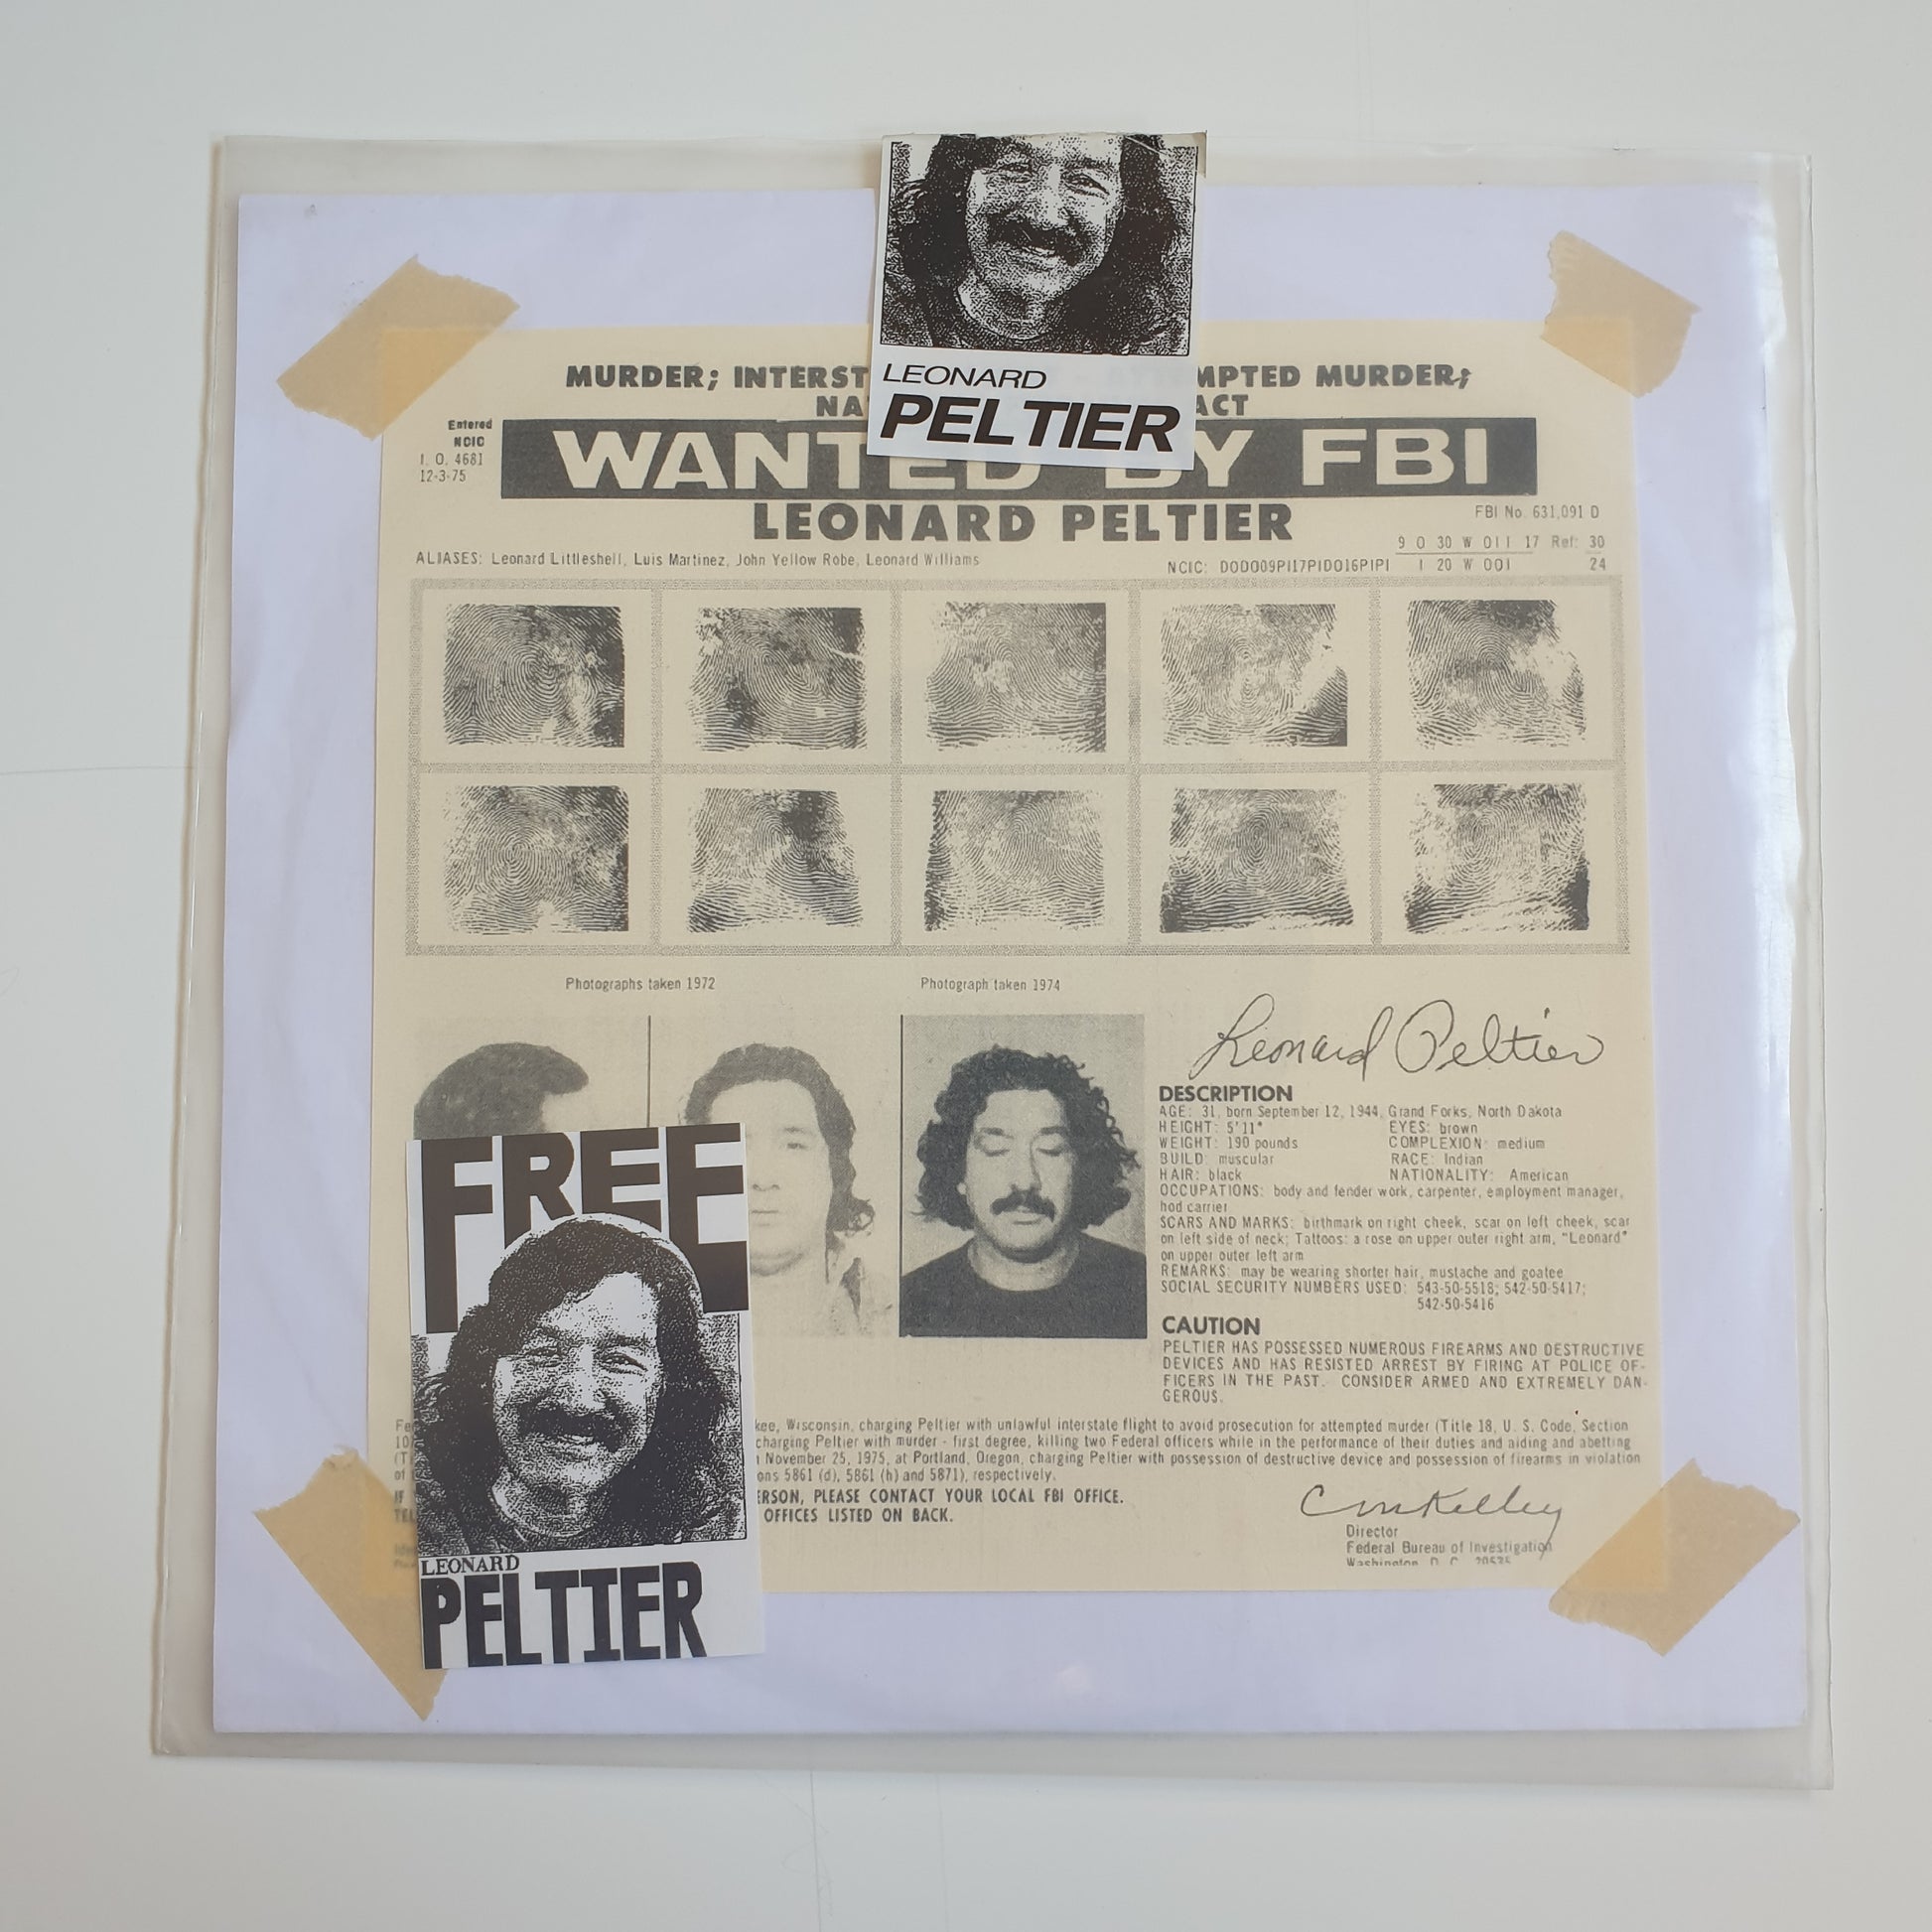 LEONARD
PELTIER
MURDER; INTERST MPTED MURDER;
NA ACT
Entered
NCIC
I. O. 4681
12-3-75
WANTED BY FBI
LEONARD PELTIER
FBI No. 631,091 D
ALIASES: Leonard Littleshell, Luis Martinez, John Yellow Robe, Leonard Williams
9 O 30 W OII 17 Ref: 30
NCIC: DODO09PI17PIDO16PIPI I 20 W OOI 24
Photographs taken 1972
Photograph taken 1974
Leonard Peltier
DESCRIPTION
AGE: 31, born September 12, 1944, Grand Forks, North Dakota
HEIGHT: 5'11" EYES: brown
WEIGHT: 190 pounds COMPLEXION: medium
BUILD: muscular RACE: Indian
HAIR: black NATIONALITY: American
OCCUPATIONS: body and fender work, carpenter, employment manager,
hod carrier
SCARS AND MARKS: birthmark on right cheek, scar on left cheek, scar
on left side of neck; Tattoos: a rose on upper outer right arm, "Leonard"
on upper outer left arm
REMARKS: may be wearing shorter hair, mustache and goatee
SOCIAL SECURITY NUMBERS USED: 543-50-5518; 542-50-5417;
542-50-5416
CAUTION
PELTIER HAS POSSESSED NUMEROUS FIREARMS AND DESTRUCTIVE
DEVICES AND HAS RESISTED ARREST BY FIRING AT POLICE OF-
FICERS IN THE PAST. CONSIDER ARMED AND EXTREMELY DAN-
GEROUS.
Fe kee, Wisconsin, charging Peltier with unlawful interstate flight to avoid prosecution for attempted murder (Title 18, U. S. Code, Section
10 charging Peltier with murder - first degree, killing two Federal officers while in the performance of their duties and aiding and abetting
(T November 25, 1975, at Portland, Oregon, charging Peltier with possession of destructive device and possession of firearms in violation
of ons 5861 (d), 5861 (h) and 5871), respectively.
IF ERSON, PLEASE CONTACT YOUR LOCAL FBI OFFICE.
TEL OFFICES LISTED ON BACK.
CMKelley
Director
Federal Bureau of Investigation
Washington, D. C. 20535
FREE
LEONARD
PELTIER